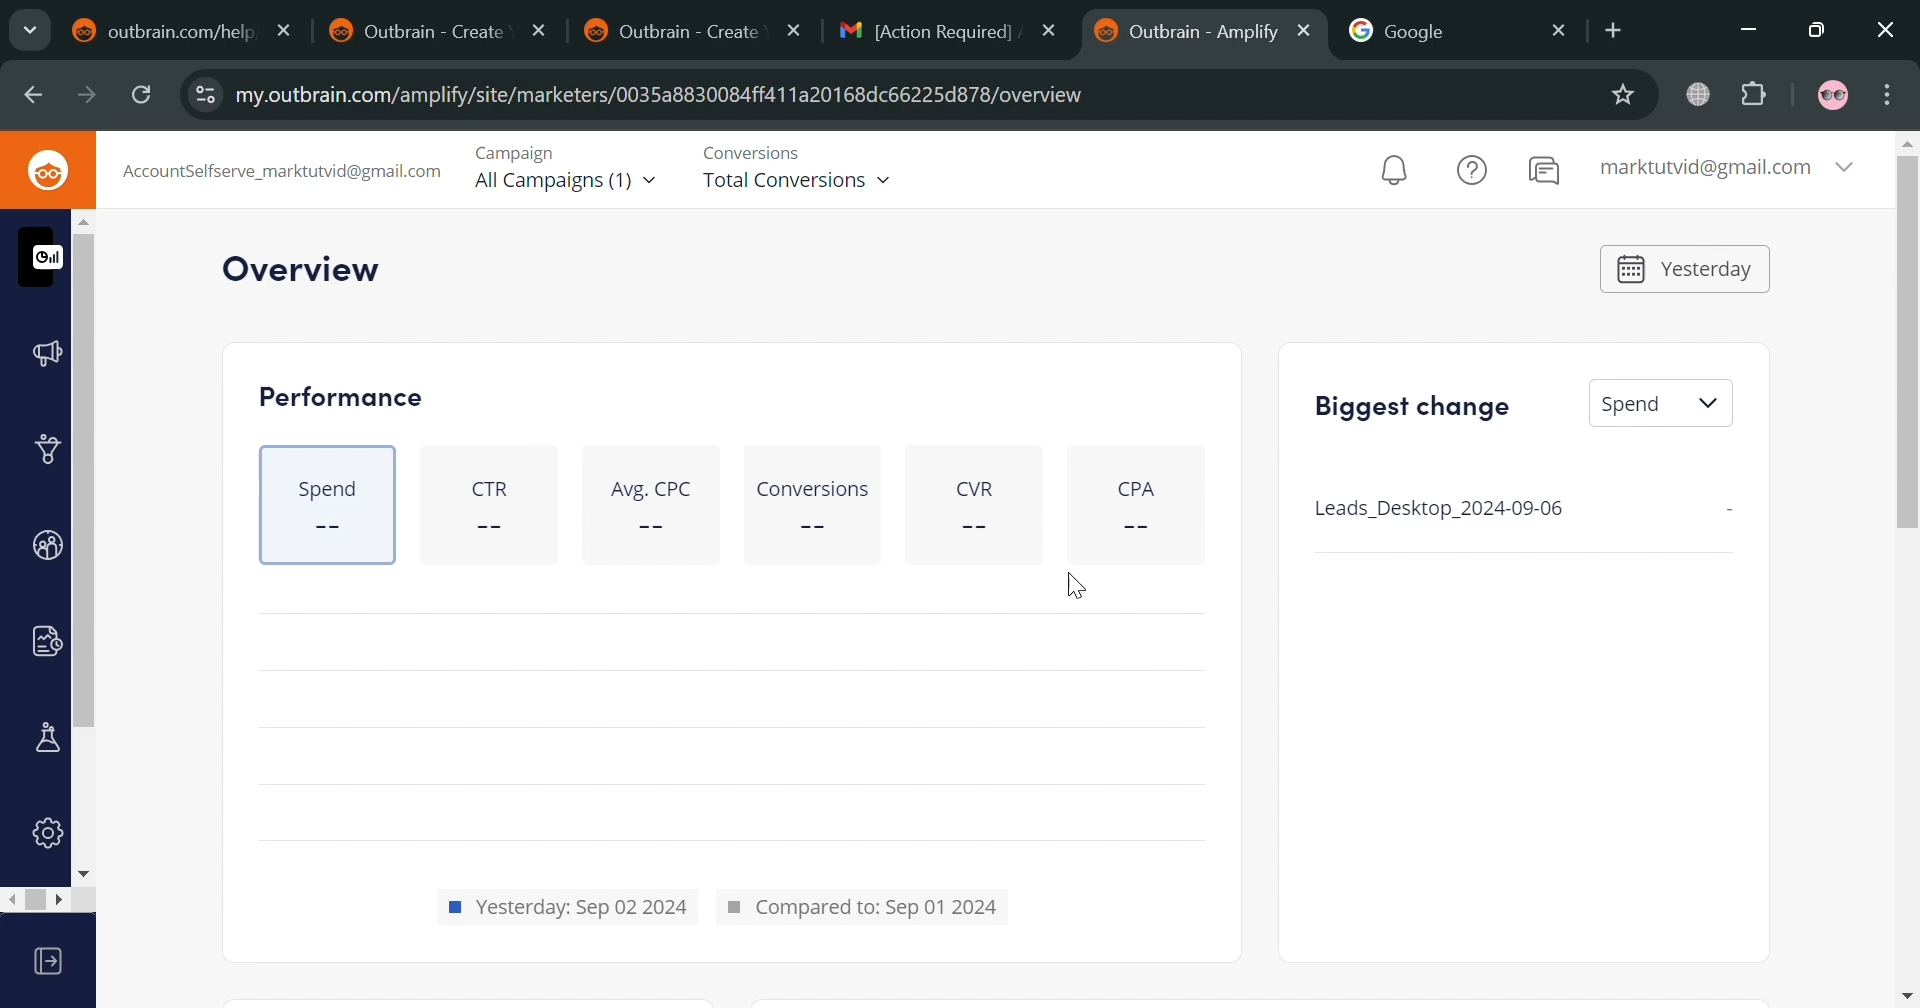 outbrain.com/help
Outbrain - Create
Outbrain - Create
[Action Required]
Outbrain - Amplify
Google
my.outbrain.com/amplify/site/marketers/0035a8830084ff411a20168dc66225d878/overview
AccountSelfserve_marktutvid@gmail.com
Campaign
All Campaigns (1)
Conversions
Total Conversions
marktutvid@gmail.com
Overview
Yesterday
Performance
Spend
--
CTR
--
Avg. CPC
--
Conversions
--
CVR
--
CPA
--
Yesterday: Sep 02 2024
Compared to: Sep 01 2024
Biggest change
Spend
Leads_Desktop_2024-09-06
-